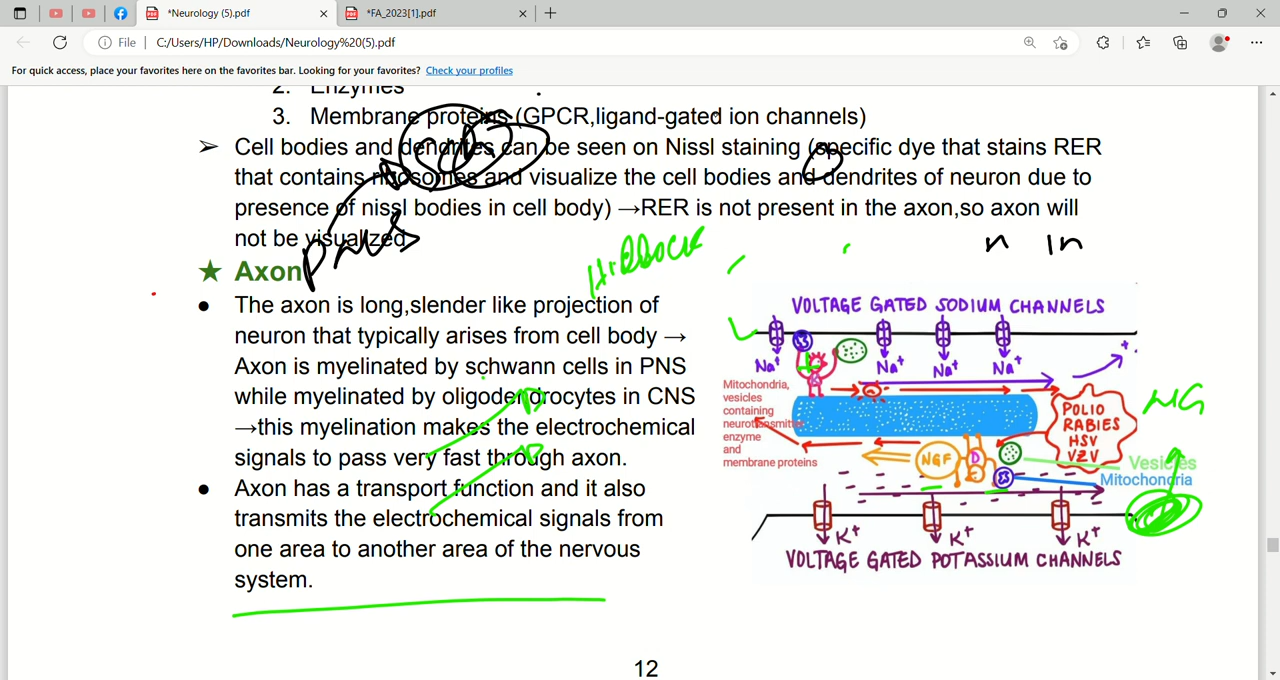 *Neurology (5).pdf
*FA_2023[1].pdf
File
C:/Users/HP/Downloads/Neurology%20(5).pdf
For quick access, place your favorites here on the favorites bar. Looking for your favorites? Check your profiles
2. Enzymes
3. Membrane proteins (GPCR,ligand-gated ion channels)
➢ Cell bodies and dendrites can be seen on Nissl staining (specific dye that stains RER
that contains ribosomes and visualize the cell bodies and dendrites of neuron due to
presence of nissl bodies in cell body) →RER is not present in the axon,so axon will
not be visualized.
★ Axon
● The axon is long,slender like projection of
neuron that typically arises from cell body →
Axon is myelinated by schwann cells in PNS
while myelinated by oligodendrocytes in CNS
→this myelination makes the electrochemical
signals to pass very fast through axon.
● Axon has a transport function and it also
transmits the electrochemical signals from
one area to another area of the nervous
system.
n in
VOLTAGE GATED SODIUM CHANNELS
Na+ Na+ Na+ Na+
Mitochondria,
vesicles
containing
neurotransmitter
enzyme
and
membrane proteins
POLIO
RABIES
HSV
VZV
NGF
D
Vesicles
Mitochondria
K+ K+ K+
VOLTAGE GATED POTASSIUM CHANNELS
12